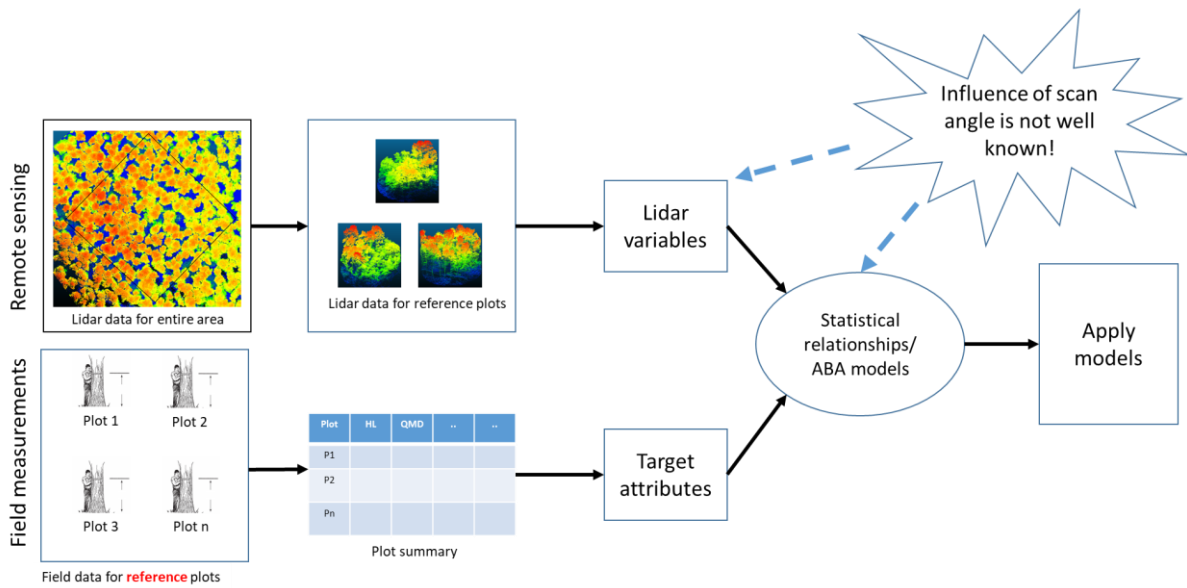 Influence of scan
angle is not well
known!
Remote sensing
Lidar data for entire area
Lidar data for reference plots
Lidar
variables
Statistical
relationships/
ABA models
Apply
models
Field measurements
Plot 1
Plot 2
Plot 3
Plot n
Field data for reference plots
Plot HL QMD .. ..
P1
P2
Pn
Plot summary
Target
attributes